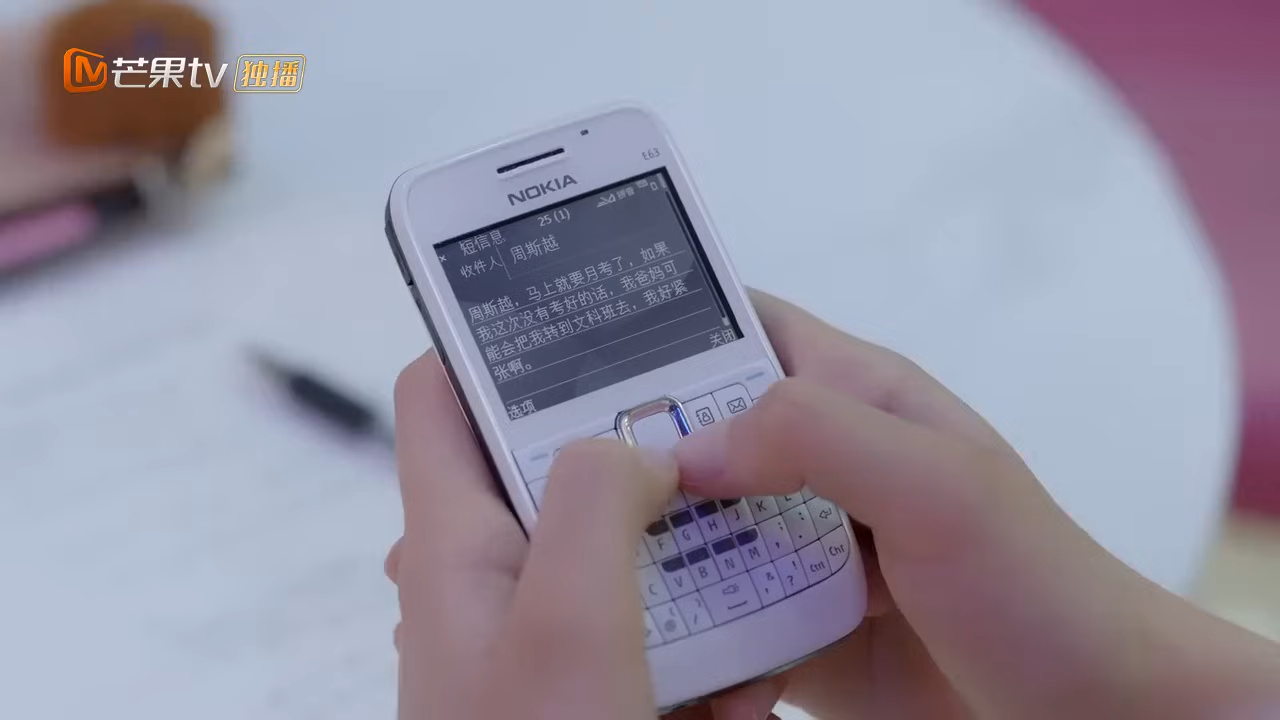 芒果tv 独播
E63
NOKIA
25 (1)
短信息
收件人 周斯越
周斯越，马上就要月考了，如果
我这次没有考好的话，我爸妈可
能会把我转到文科班去，我好紧
张啊。
选项 关闭
F G H J K L
C V B N M ; :
@ ( ) / , & ! ? Ctrl Chr